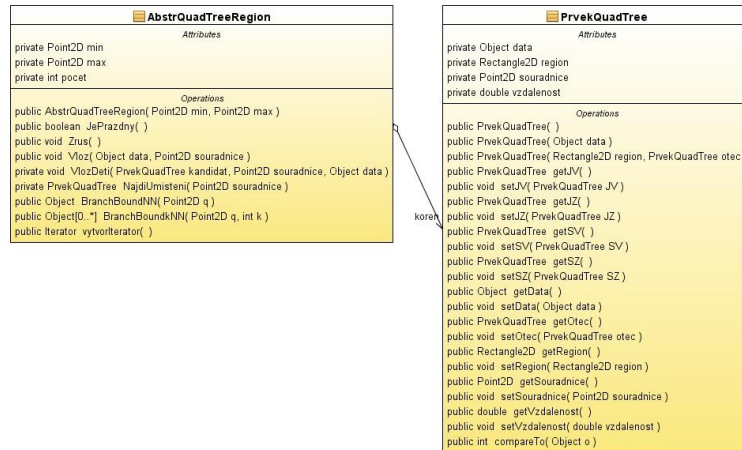 AbstrQuadTreeRegion
Attributes
private Point2D min
private Point2D max
private int pocet
Operations
public AbstrQuadTreeRegion( Point2D min, Point2D max )
public boolean JePrazdny( )
public void Zrus( )
public void Vloz( Object data, Point2D souradnice )
private void VlozDeti( PrvekQuadTree kandidat, Point2D souradnice, Object data )
private PrvekQuadTree NajdiUmisteni( Point2D souradnice )
public Object BranchBoundNN( Point2D q )
public Object[0..*] BranchBoundkNN( Point2D q, int k )
public Iterator vytvorIterator( )
koren
PrvekQuadTree
Attributes
private Object data
private Rectangle2D region
private Point2D souradnice
private double vzdalenost
Operations
public PrvekQuadTree( )
public PrvekQuadTree( Object data )
public PrvekQuadTree( Rectangle2D region, PrvekQuadTree otec
public PrvekQuadTree getJV( )
public void setJV( PrvekQuadTree JV )
public PrvekQuadTree getJZ( )
public void setJZ( PrvekQuadTree JZ )
public PrvekQuadTree getSV( )
public void setSV( PrvekQuadTree SV )
public PrvekQuadTree getSZ( )
public void setSZ( PrvekQuadTree SZ )
public Object getData( )
public void setData( Object data )
public PrvekQuadTree getOtec( )
public void setOtec( PrvekQuadTree otec )
public Rectangle2D getRegion( )
public void setRegion( Rectangle2D region )
public Point2D getSouradnice( )
public void setSouradnice( Point2D souradnice )
public double getVzdalenost( )
public void setVzdalenost( double vzdalenost )
public int compareTo( Object o )